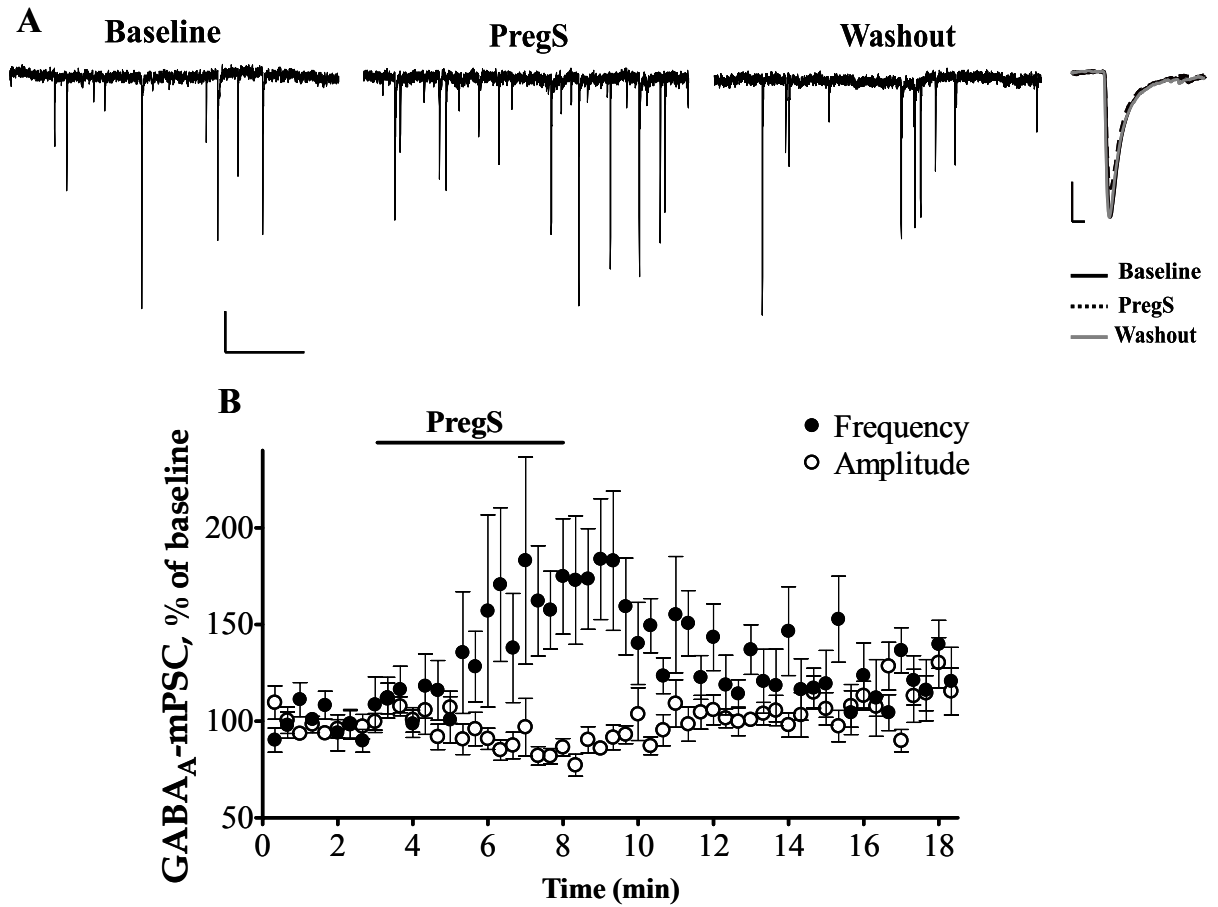 A
Baseline
PregS
Washout
Baseline
PregS
Washout
B
PregS
Frequency
Amplitude
GABAA-mPSC, % of baseline
200
150
100
50
0 2 4 6 8 10 12 14 16 18
Time (min)